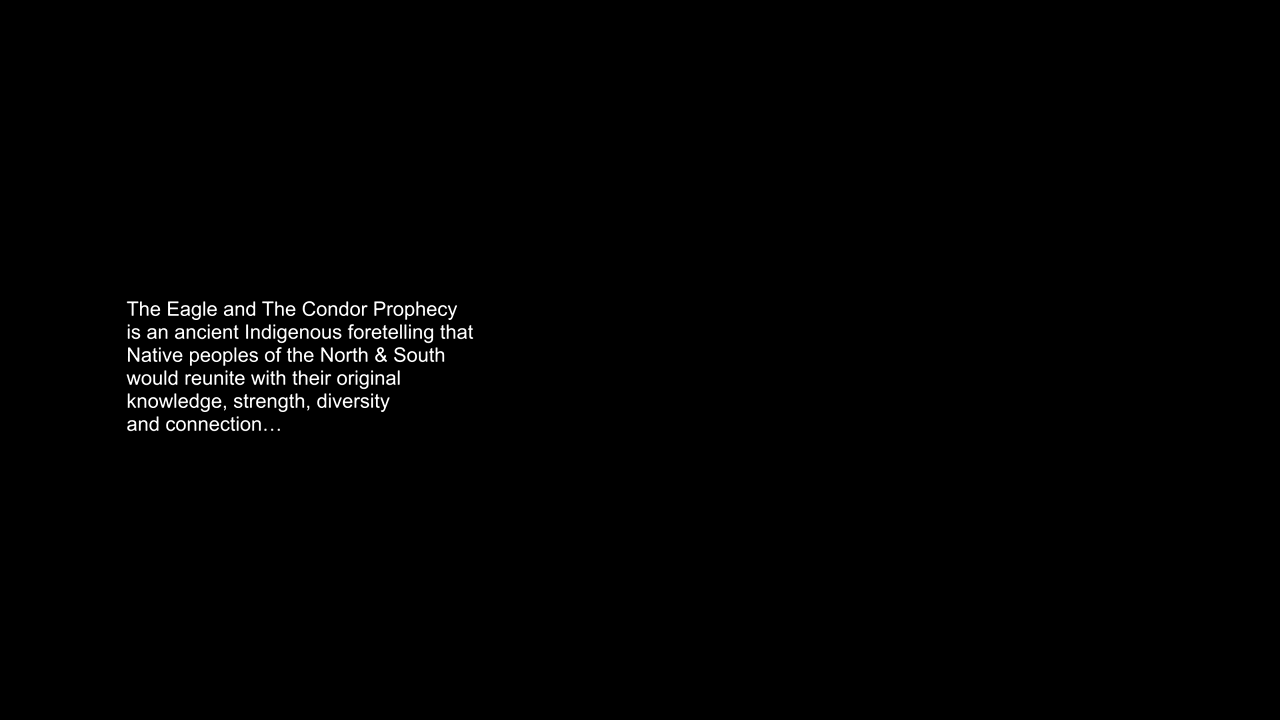 The Eagle and The Condor Prophecy
is an ancient Indigenous foretelling that
Native peoples of the North & South
would reunite with their original
knowledge, strength, diversity
and connection…